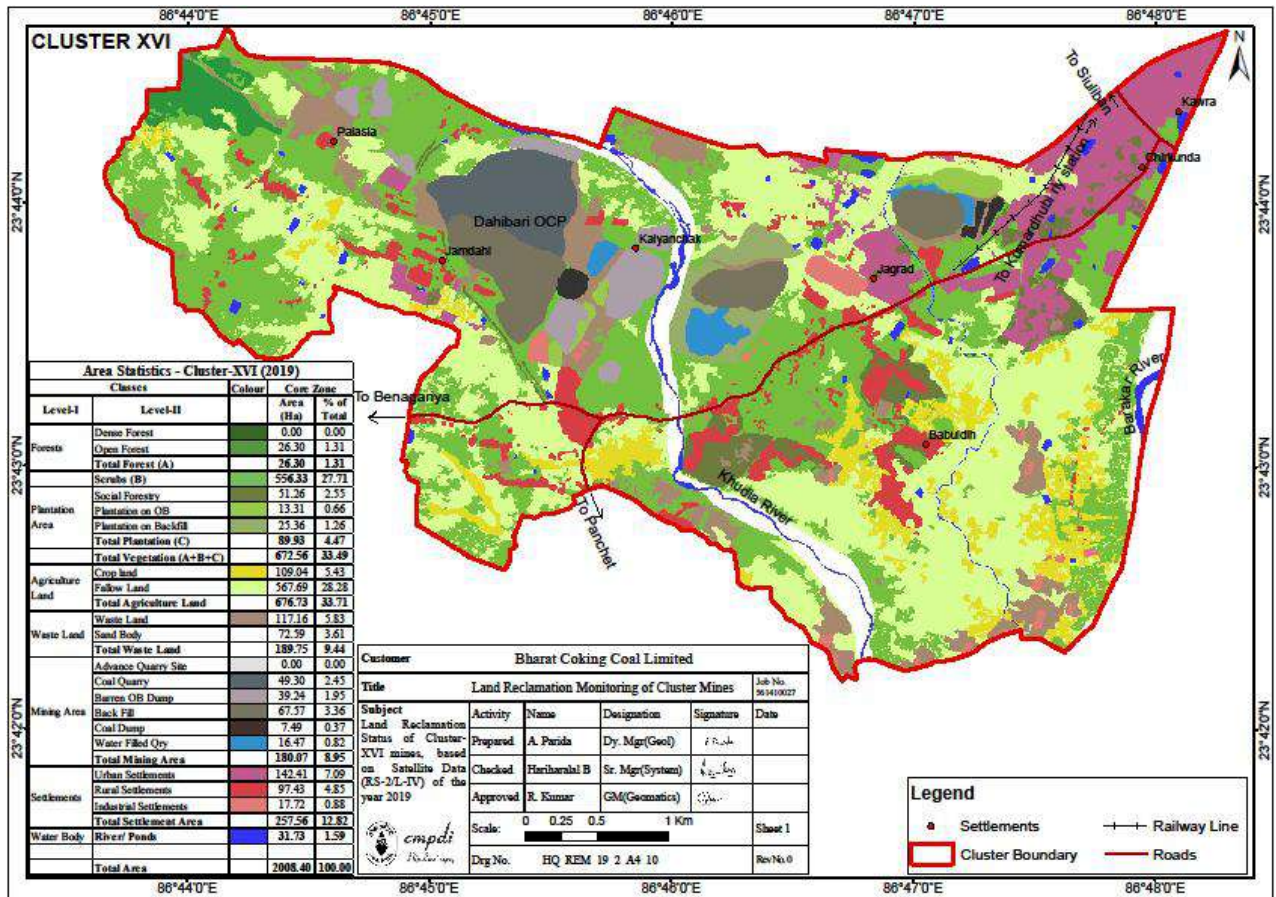 86°44'0"E 86°45'0"E 86°46'0"E 86°47'0"E 86°48'0"E
CLUSTER XVI
N
To Siuliban
Kawra
Palasia
Chirkunda
23°44'0"N 23°44'0"N
Dahibari OCP
Kalyanchak
To Kumardhubi rly station
Jamdahi
Jagrad
Area Statistics - Cluster-XVI (2019)
Classes Colour Core Zone
Level-I Level-II Area (Ha) % of Total
Forests
Dense Forest 0.00 0.00
Open Forest 26.30 1.31
Total Forest (A) 26.30 1.31
Scrubs (B) 556.33 27.71
Plantation Area
Social Forestry 51.26 2.55
Plantation on OB 13.31 0.66
Plantation on Backfill 25.36 1.26
Total Plantation (C) 89.93 4.47
Total Vegetation (A+B+C) 672.56 33.49
Agriculture Land
Crop land 109.04 5.43
Fallow Land 567.69 28.28
Total Agriculture Land 676.73 33.71
Waste Land
Waste Land 117.16 5.83
Sand Body 72.59 3.61
Total Waste Land 189.75 9.44
Mining Area
Advance Quarry Site 0.00 0.00
Coal Quarry 49.30 2.45
Barren OB Dump 39.24 1.95
Back Fill 67.57 3.36
Coal Dump 7.49 0.37
Water Filled Qry 16.47 0.82
Total Mining Area 180.07 8.95
Settlements
Urban Settlements 142.41 7.09
Rural Settlements 97.43 4.85
Industrial Settlements 17.72 0.88
Total Settlement Area 257.56 12.82
Water Body River/ Ponds 31.73 1.59
Total Area 2008.40 100.00
To Benagariya
Barakar River
Babuldih
23°43'0"N 23°43'0"N
Khudia River
To Panchet
23°42'0"N 23°42'0"N
Customer Bharat Coking Coal Limited
Title Land Reclamation Monitoring of Cluster Mines Job No. 561410027
Subject
Land Reclamation
Status of Cluster-
XVI mines, based
on Satellite Data
(RS-2/L-IV) of the
year 2019
Activity Name Designation Signature Date
Prepared A. Parida Dy. Mgr(Geol)
Checked Hariharalal B Sr. Mgr(System)
Approved R. Kumar GM(Geomatics)
Scale: 0 0.25 0.5 1 Km Sheet 1
cmpdi
Drg No. HQ REM 19 2 A4 10 Rev No.0
Legend
Settlements Railway Line
Cluster Boundary Roads
86°44'0"E 86°45'0"E 86°46'0"E 86°47'0"E 86°48'0"E